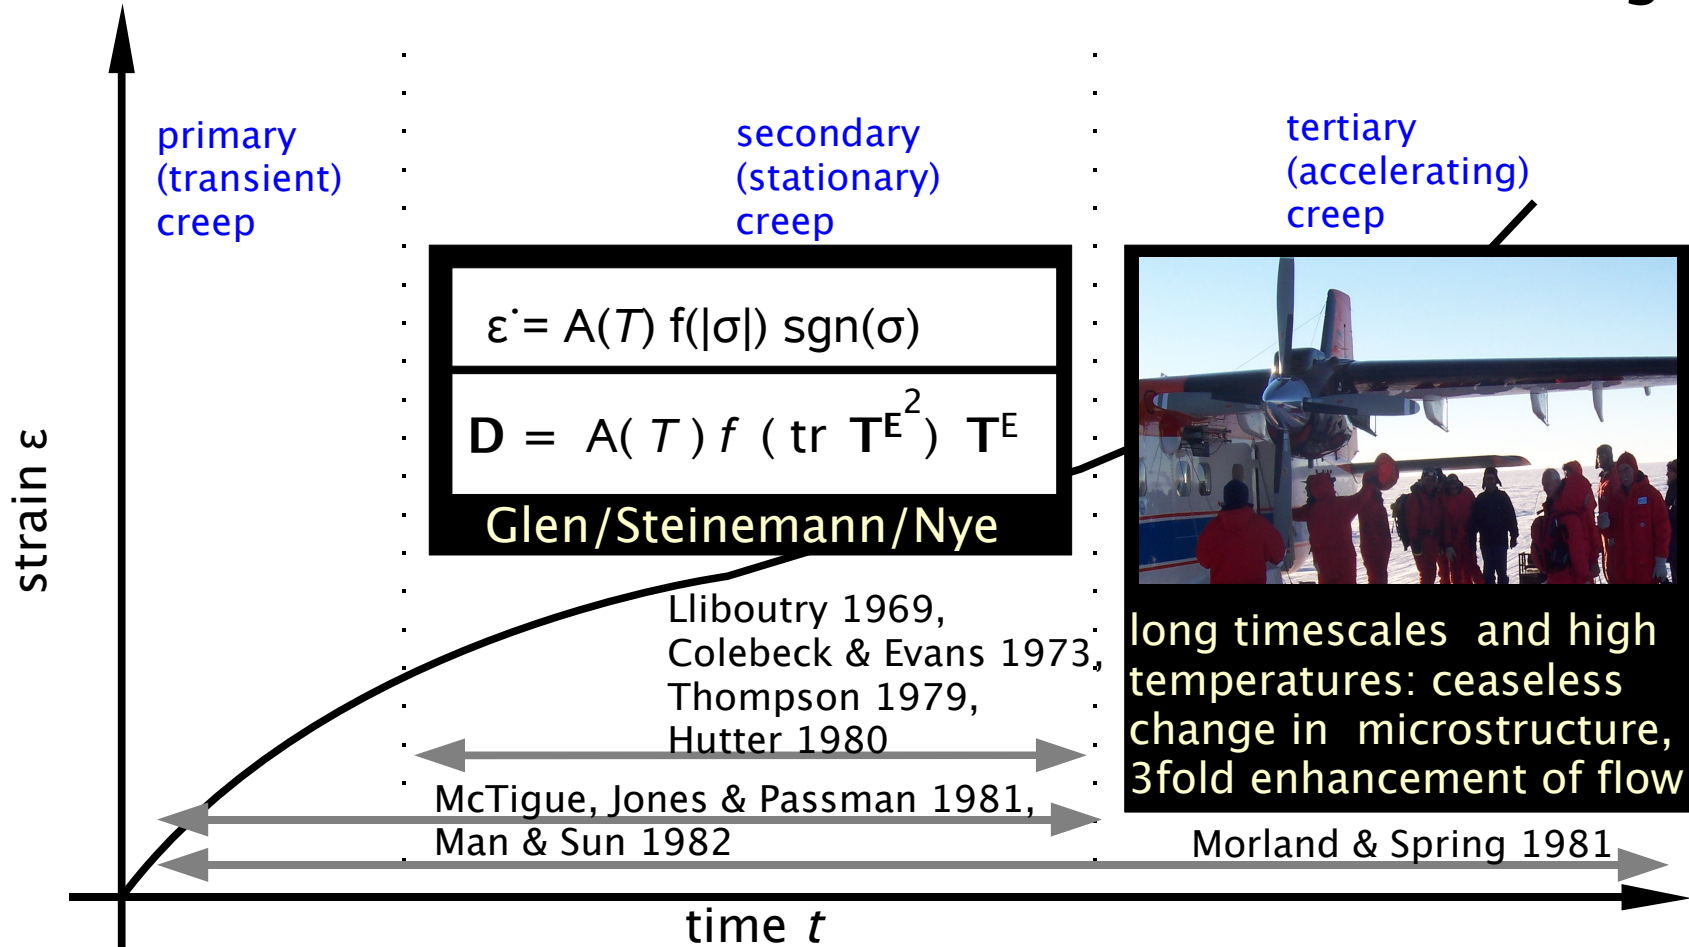 primary
(transient)
creep
secondary
(stationary)
creep
tertiary
(accelerating)
creep
ε˙= A(T) f(|σ|) sgn(σ)
D = A( T ) f ( tr T^E^2 ) T^E
Glen/Steinemann/Nye
strain ε
Lliboutry 1969,
Colebeck & Evans 1973,
Thompson 1979,
Hutter 1980
long timescales and high
temperatures: ceaseless
change in microstructure,
3fold enhancement of flow
McTigue, Jones & Passman 1981,
Man & Sun 1982
Morland & Spring 1981
time t